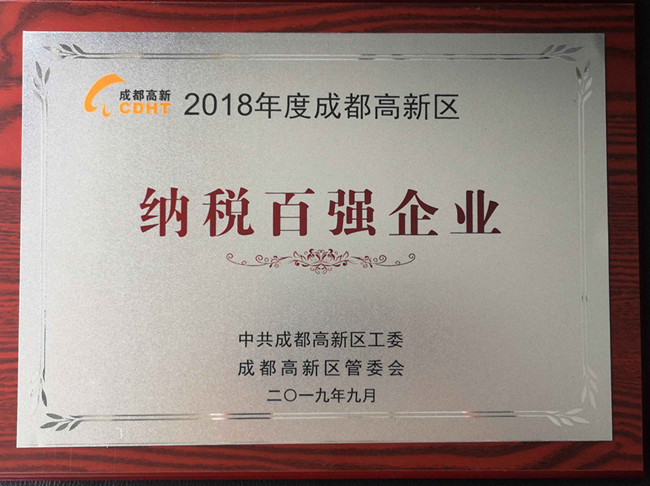 成都高新
CDHT
2018年度成都高新区
纳税百强企业
中共成都高新区工委
成都高新区管委会
二〇一九年九月